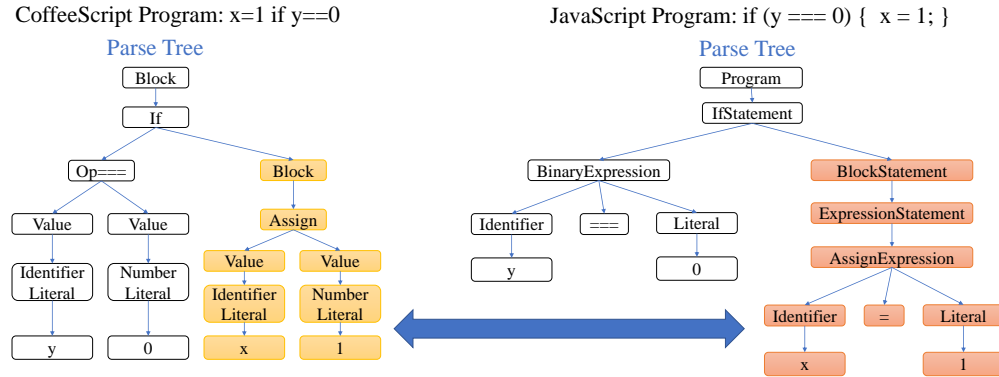 CoffeeScript Program: x=1 if y==0
Parse Tree
Block
If
Op===
Block
Assign
Value
Value
Value
Value
Identifier
Literal
Number
Literal
Identifier
Literal
Number
Literal
y
0
x
1
JavaScript Program: if (y === 0) { x = 1; }
Parse Tree
Program
IfStatement
BinaryExpression
BlockStatement
Identifier
===
Literal
ExpressionStatement
y
0
AssignExpression
Identifier
=
Literal
x
1